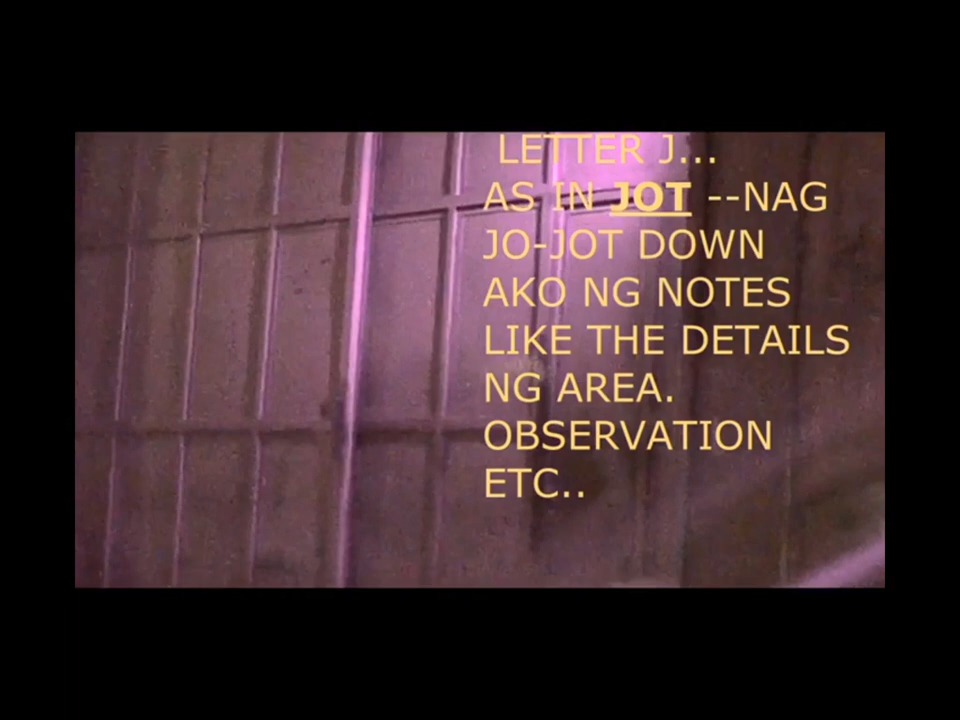 LETTER J...
AS IN JOT --NAG
JO-JOT DOWN
AKO NG NOTES
LIKE THE DETAILS
NG AREA.
OBSERVATION
ETC..